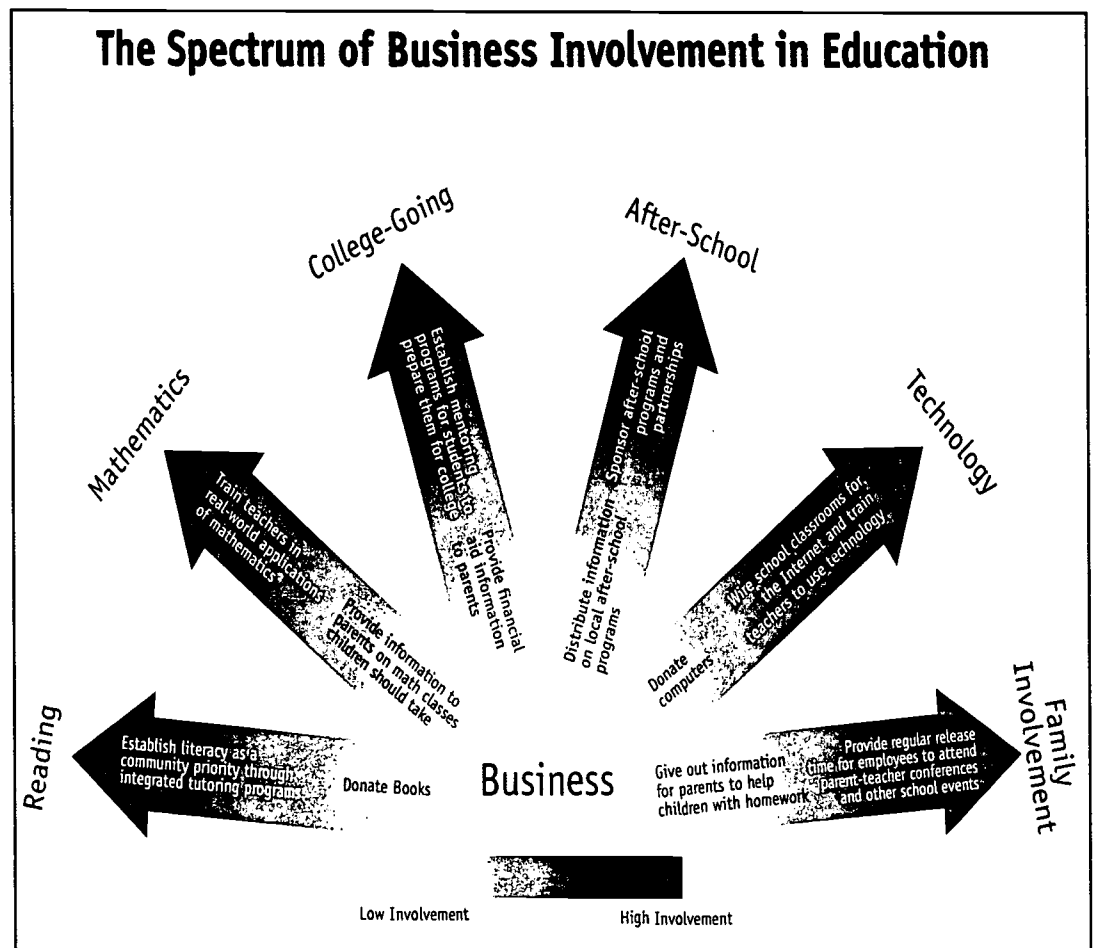 The Spectrum of Business Involvement in Education
College-Going
After-School
Mathematics
Technology
Reading
Family
Involvement
Establish literacy as a
community priority through
integrated tutoring programs
Donate Books
Train teachers in
real-world applications
of mathematics
Provide information to
parents on math classes
children should take
Establish mentoring
programs for students to
prepare them for college
Provide financial
aid information
to parents
Sponsor after-school
programs and
partnerships
Distribute information
on local after-school
programs
Wire school classrooms for
the Internet and train
teachers to use technology
Donate
computers
Provide regular release
time for employees to attend
parent-teacher conferences
and other school events
Give out information
for parents to help
children with homework
Business
Low Involvement
High Involvement